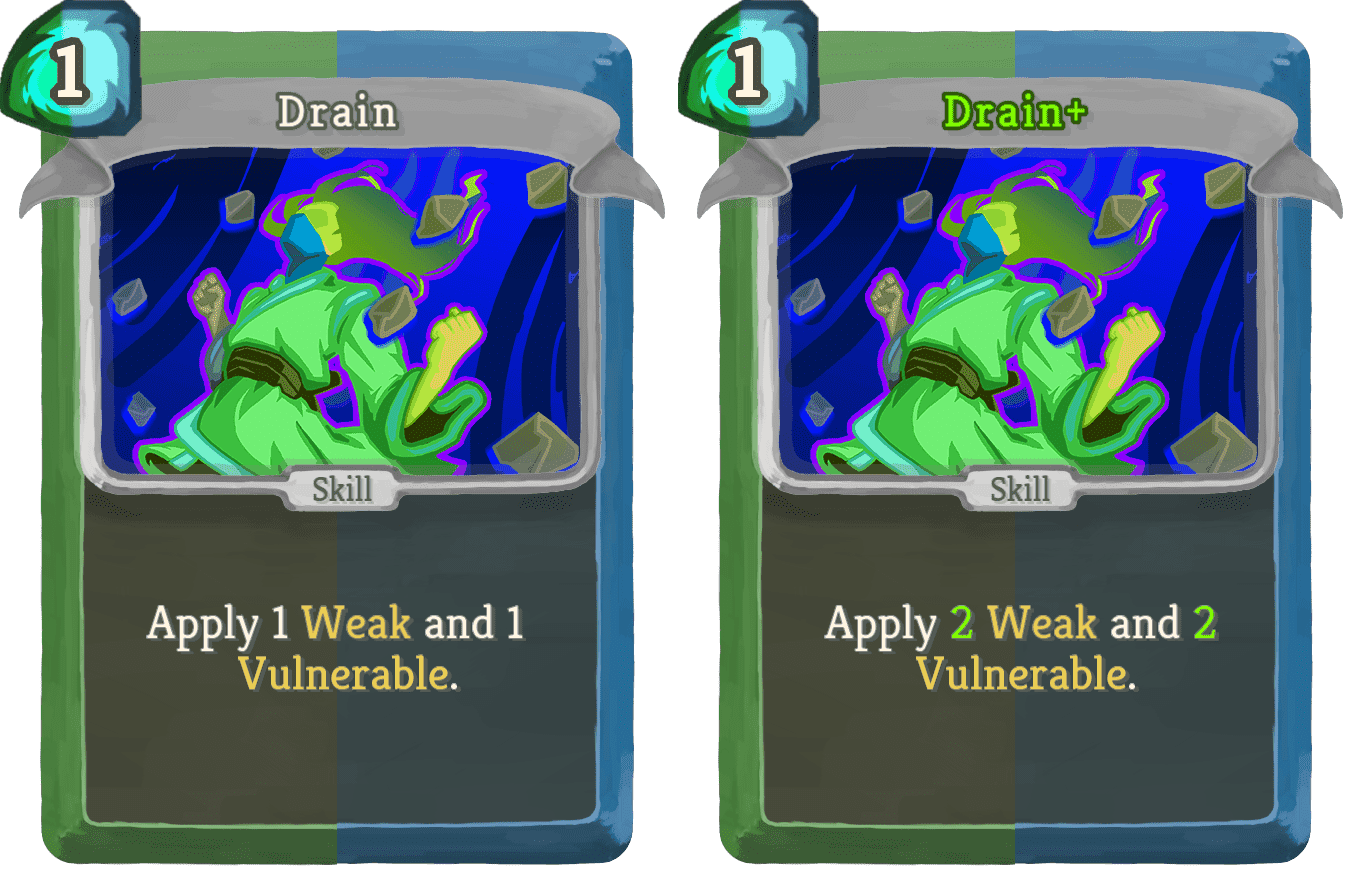 1
Drain
Skill
Apply 1 Weak and 1
Vulnerable.
1
Drain+
Skill
Apply 2 Weak and 2
Vulnerable.